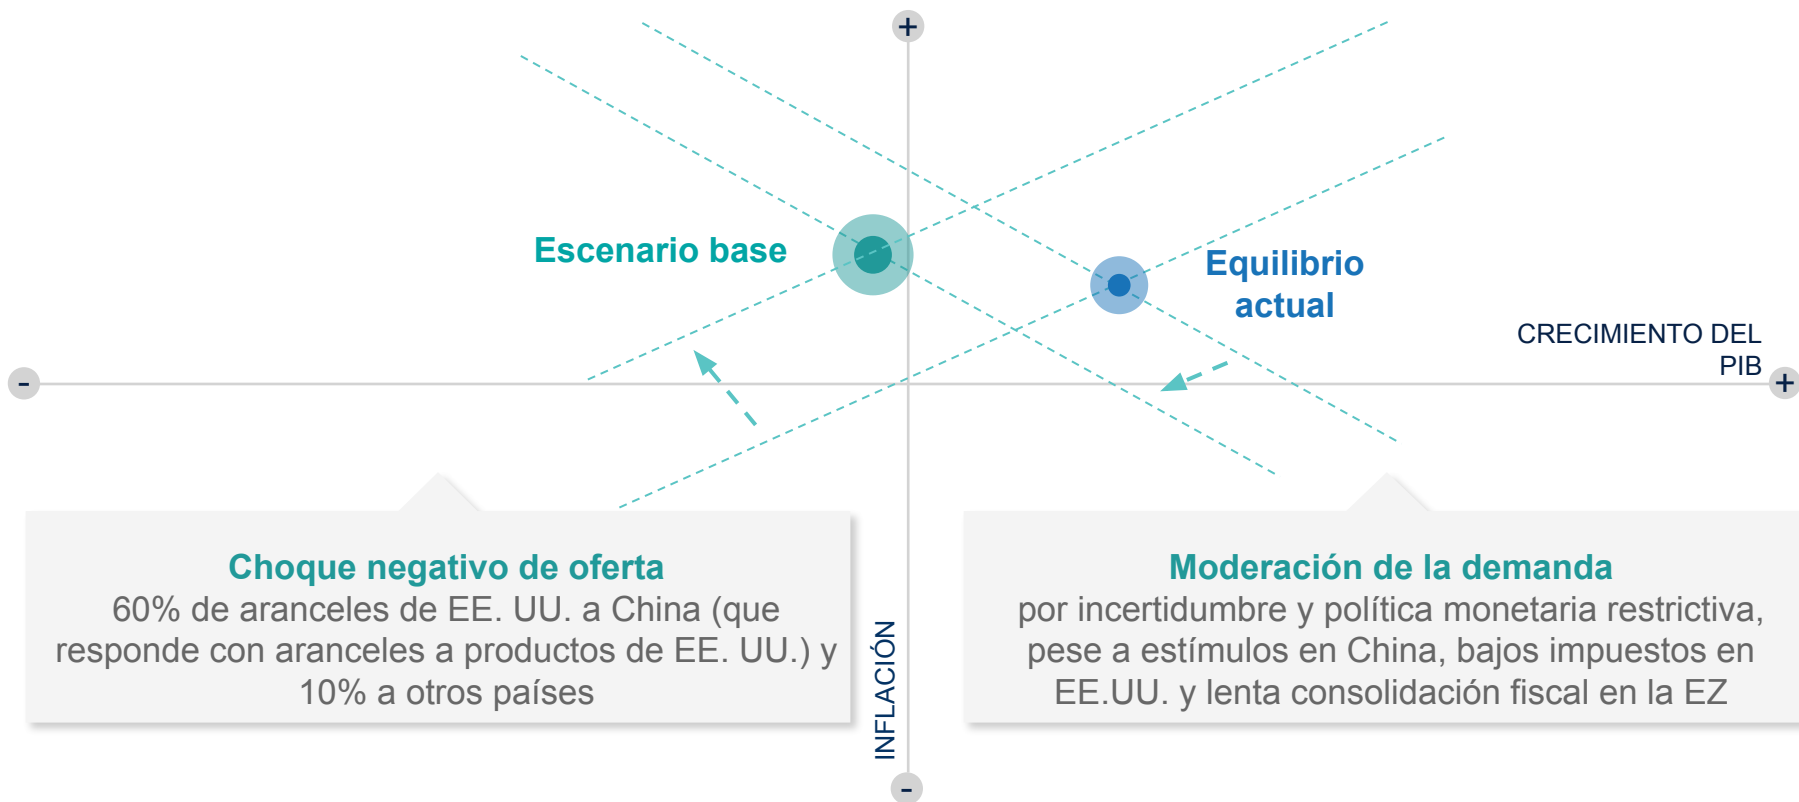 +
Escenario base
Equilibrio
actual
CRECIMIENTO DEL
PIB
-
+
Choque negativo de oferta
60% de aranceles de EE. UU. a China (que
responde con aranceles a productos de EE. UU.) y
10% a otros países
INFLACIÓN
Moderación de la demanda
por incertidumbre y política monetaria restrictiva,
pese a estímulos en China, bajos impuestos en
EE.UU. y lenta consolidación fiscal en la EZ
-